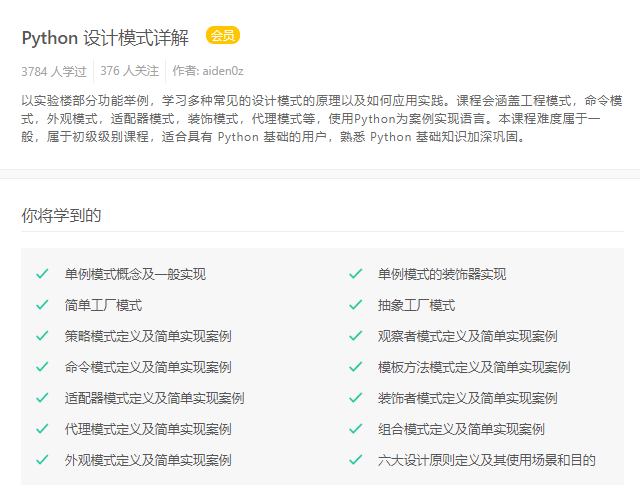 Python 设计模式详解 会员
3784 人学过 376 人关注 作者: aiden0z
以实验楼部分功能举例，学习多种常见的设计模式的原理以及如何应用实践。课程会涵盖工程模式，命令模
式，外观模式，适配器模式，装饰模式，代理模式等，使用Python为案例实现语言。本课程难度属于一
般，属于初级级别课程，适合具有 Python 基础的用户，熟悉 Python 基础知识加深巩固。
你将学到的
单例模式概念及一般实现 单例模式的装饰器实现
简单工厂模式 抽象工厂模式
策略模式定义及简单实现案例 观察者模式定义及简单实现案例
命令模式定义及简单实现案例 模板方法模式定义及简单实现案例
适配器模式定义及简单实现案例 装饰者模式定义及简单实现案例
代理模式定义及简单实现案例 组合模式定义及简单实现案例
外观模式定义及简单实现案例 六大设计原则定义及其使用场景和目的